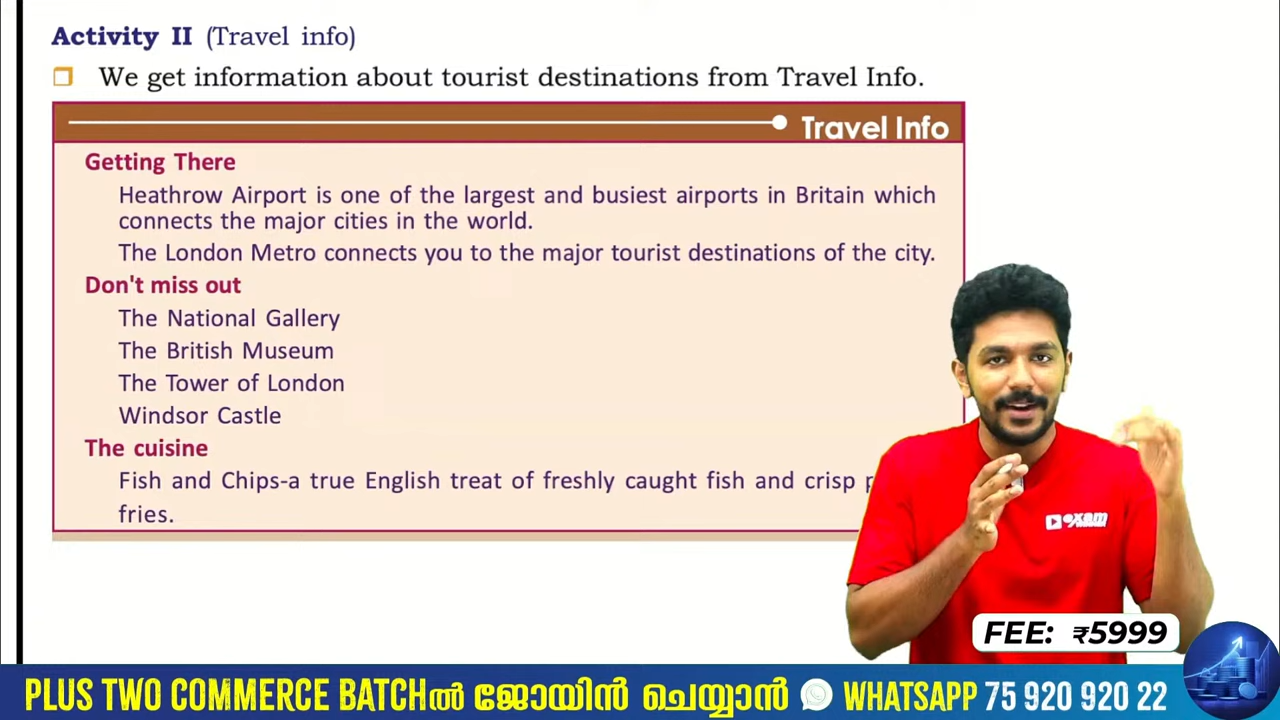 Activity II (Travel info)
❐ We get information about tourist destinations from Travel Info.
Travel Info
Getting There
Heathrow Airport is one of the largest and busiest airports in Britain which
connects the major cities in the world.
The London Metro connects you to the major tourist destinations of the city.
Don't miss out
The National Gallery
The British Museum
The Tower of London
Windsor Castle
The cuisine
Fish and Chips-a true English treat of freshly caught fish and crisp
fries.
exam
FEE: ₹5999
PLUS TWO COMMERCE BATCHൽ ജോയിൻ ചെയ്യാൻ WHATSAPP 75 920 920 22